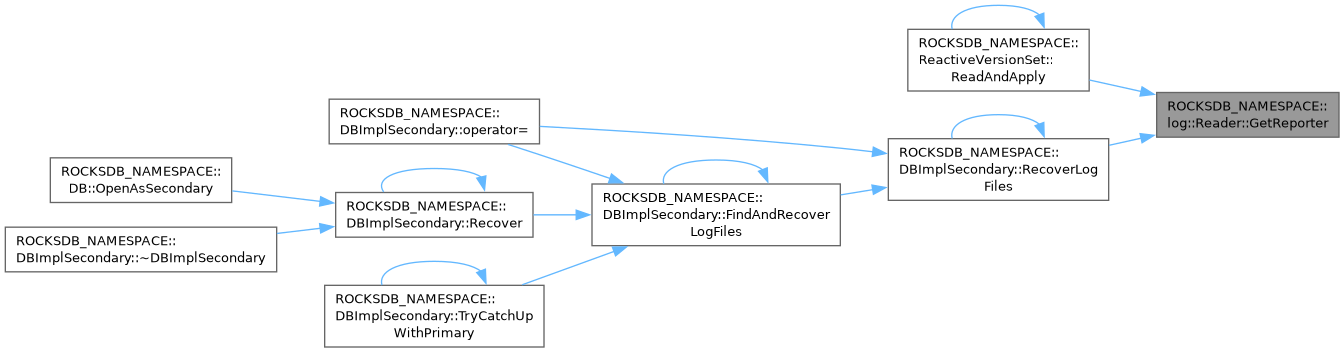 ROCKSDB_NAMESPACE::
ReactiveVersionSet::
ReadAndApply
ROCKSDB_NAMESPACE::
log::Reader::GetReporter
ROCKSDB_NAMESPACE::
DBImplSecondary::operator=
ROCKSDB_NAMESPACE::
DBImplSecondary::RecoverLog
Files
ROCKSDB_NAMESPACE::
DB::OpenAsSecondary
ROCKSDB_NAMESPACE::
DBImplSecondary::Recover
ROCKSDB_NAMESPACE::
DBImplSecondary::FindAndRecover
LogFiles
ROCKSDB_NAMESPACE::
DBImplSecondary::~DBImplSecondary
ROCKSDB_NAMESPACE::
DBImplSecondary::TryCatchUp
WithPrimary